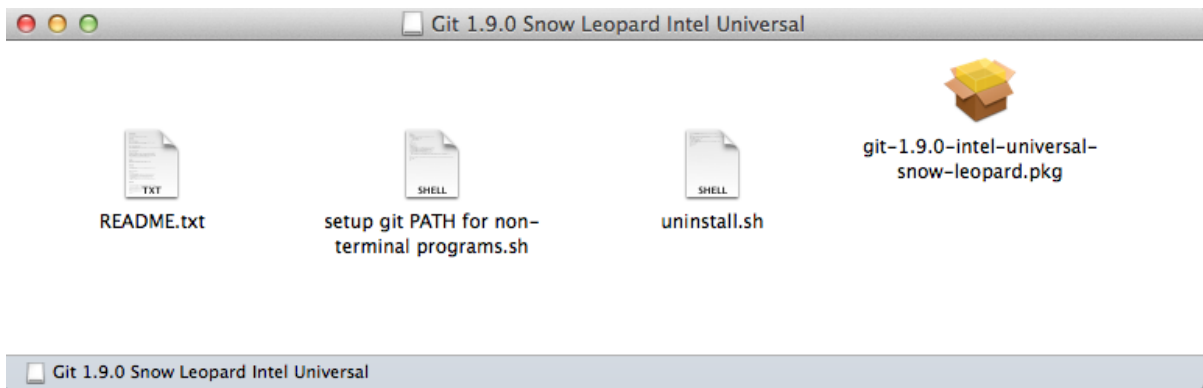 Git 1.9.0 Snow Leopard Intel Universal
TXT
README.txt
SHELL
setup git PATH for non-
terminal programs.sh
SHELL
uninstall.sh
git-1.9.0-intel-universal-
snow-leopard.pkg
Git 1.9.0 Snow Leopard Intel Universal